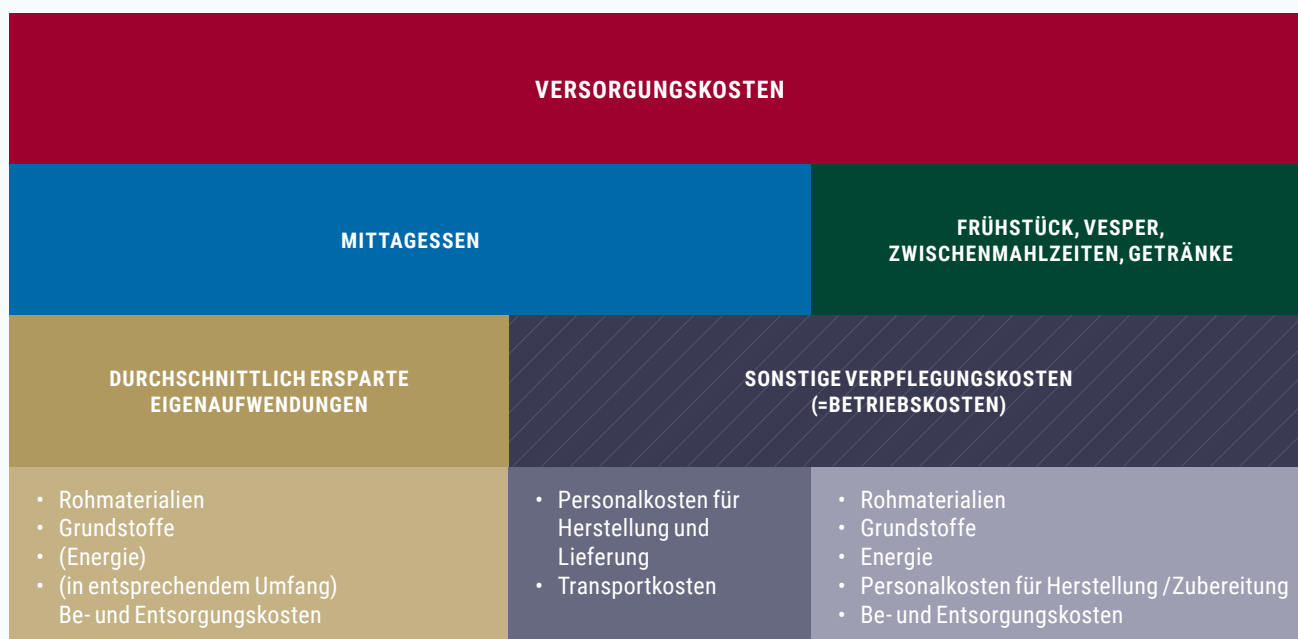 VERSORGUNGSKOSTEN
MITTAGESSEN
FRÜHSTÜCK, VESPER,
ZWISCHENMAHLZEITEN, GETRÄNKE
DURCHSCHNITTLICH ERSPARTE
EIGENAUFWENDUNGEN
SONSTIGE VERPFLEGUNGSKOSTEN
(=BETRIEBSKOSTEN)
• Rohmaterialien
• Grundstoffe
• (Energie)
• (in entsprechendem Umfang)
Be- und Entsorgungskosten
• Personalkosten für
Herstellung und
Lieferung
• Transportkosten
• Rohmaterialien
• Grundstoffe
• Energie
• Personalkosten für Herstellung / Zubereitung
• Be- und Entsorgungskosten